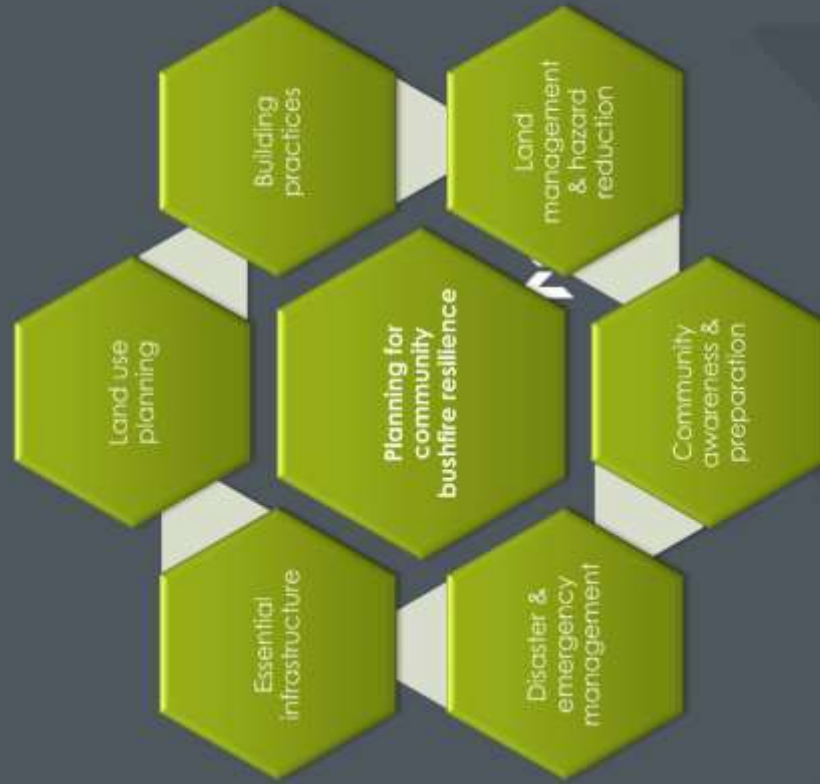 Land use
planning
Essential
infrastructure
Building
practices
Planning for
community
bushfire resilience
Disaster &
emergency
management
Land
management
& hazard
reduction
Community
awareness &
preparation